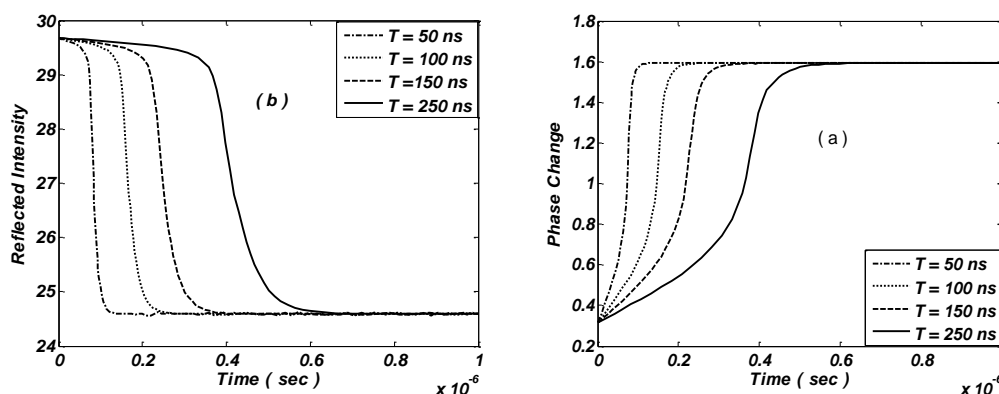 30
29
28
27
26
25
24
Reflected Intensity
( b )
T = 50 ns
T = 100 ns
T =150 ns
T = 250 ns
0
0.2
0.4
0.6
0.8
1
Time ( sec )
x 10⁻⁶
1.8
1.6
1.4
1.2
1
0.8
0.6
0.4
0.2
Phase Change
( a )
T = 50 ns
T = 100 ns
T = 150 ns
T = 250 ns
0
0.2
0.4
0.6
0.8
Time ( sec )